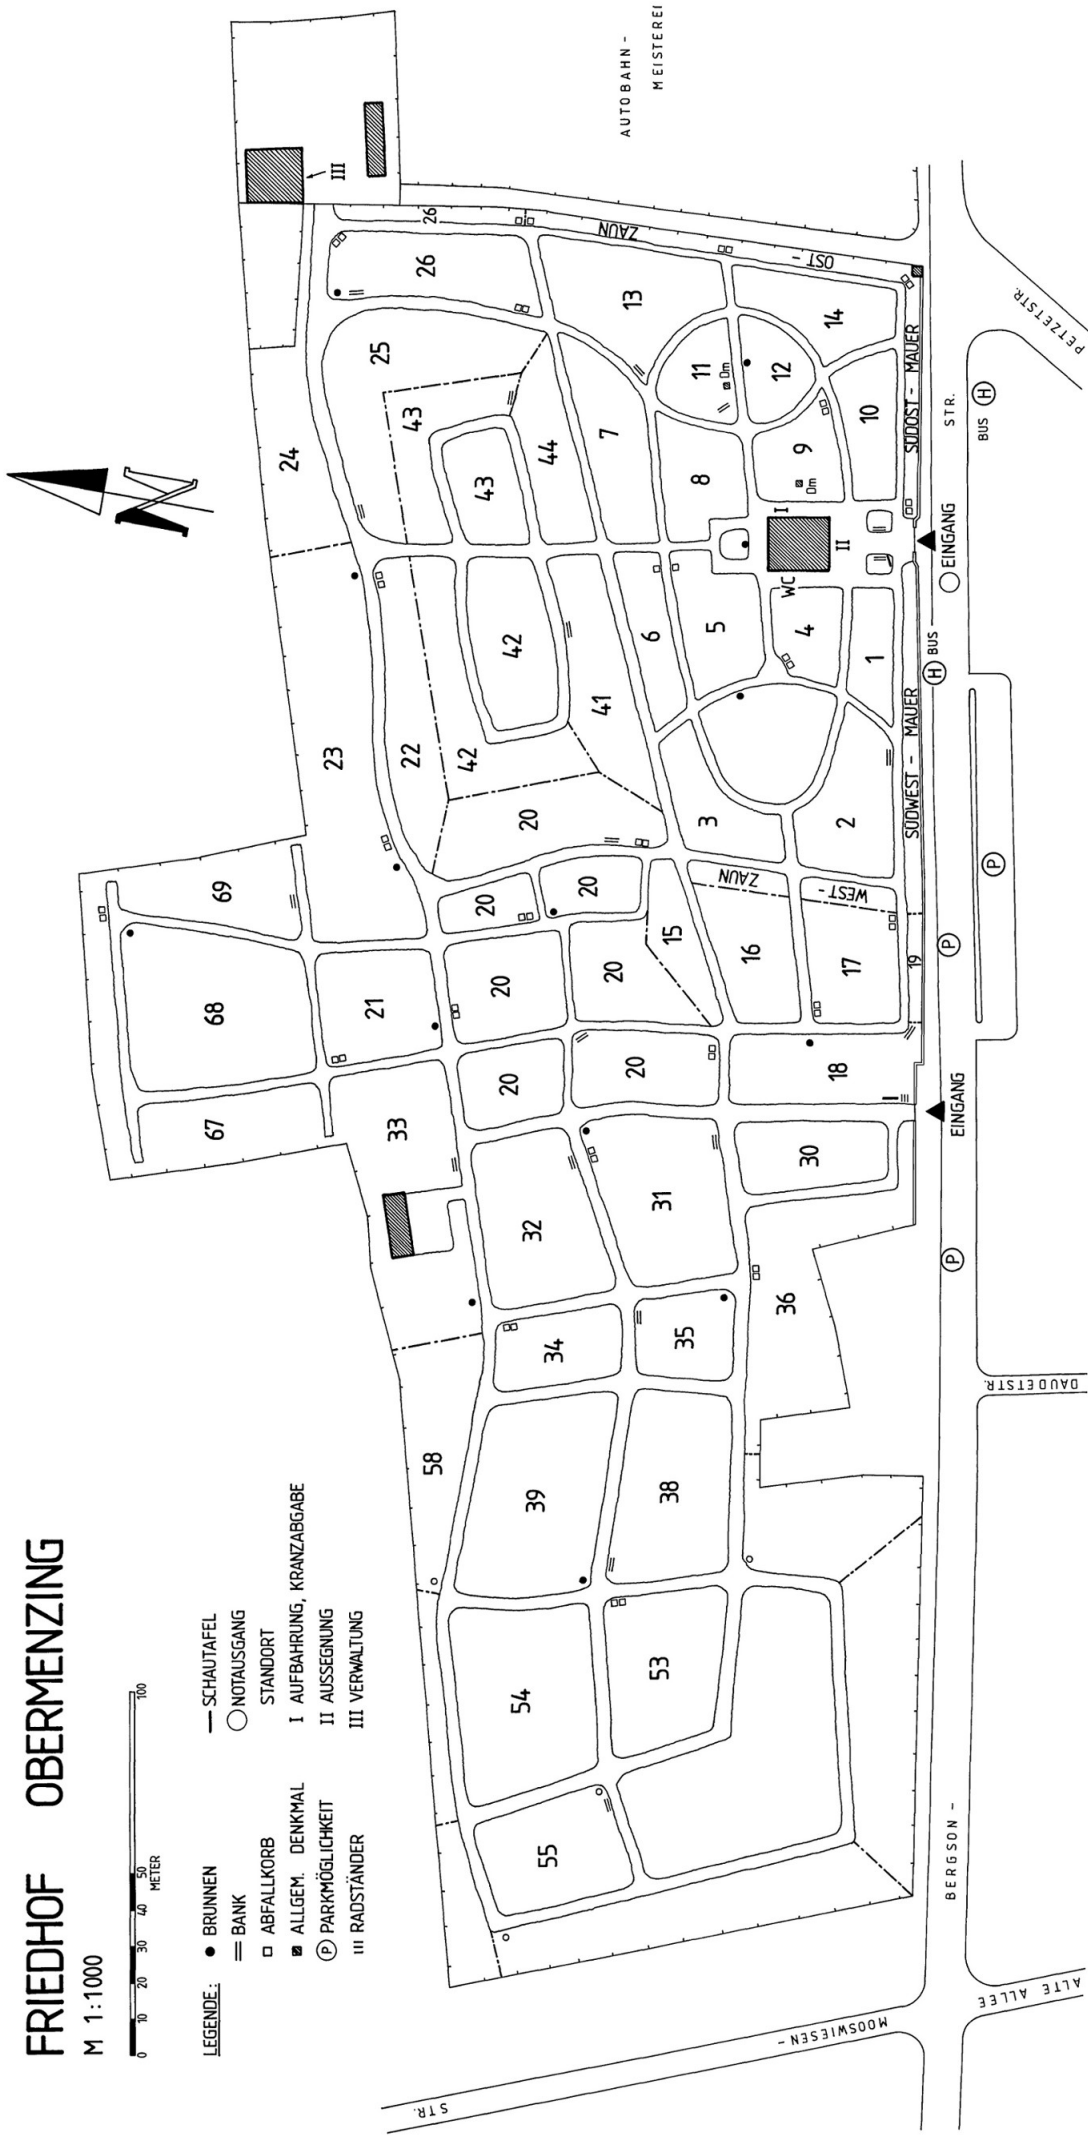 FRIEDHOF OBERMENZING
M 1:1000
0 10 20 30 40 50 100
METER
LEGENDE:
BRUNNEN
BANK
ABFALLKORB
ALLGEM. DENKMAL
P PARKMÖGLICHKEIT
RADSTÄNDER
SCHAUTAFEL
NOTAUSGANG
STANDORT
I AUFBAHRUNG, KRANZABGABE
II AUSSEGNUNG
III VERWALTUNG
N
67
68
69
33
21
23
24
25
26
26
III
58
22
43
43
44
42
42
41
20
20
20
20
20
20
20
55
54
39
34
32
53
38
35
31
15
16
17
18
19
30
36
3
2
1
4
5
6
7
8
9
10
11
12
13
14
Dm
Dm
WC
I
II
WEST-
ZAUN
OST-
ZAUN
SÜDWEST - MAUER
SÜDOST - MAUER
AUTOBAHN -
MEISTEREI
EINGANG
EINGANG
P
P
P
H BUS
BUS H
BERGSON -
STR.
MOOSWIESEN -
STR.
ALTE ALLEE
DAUDETSTR.
PETZETSTR.